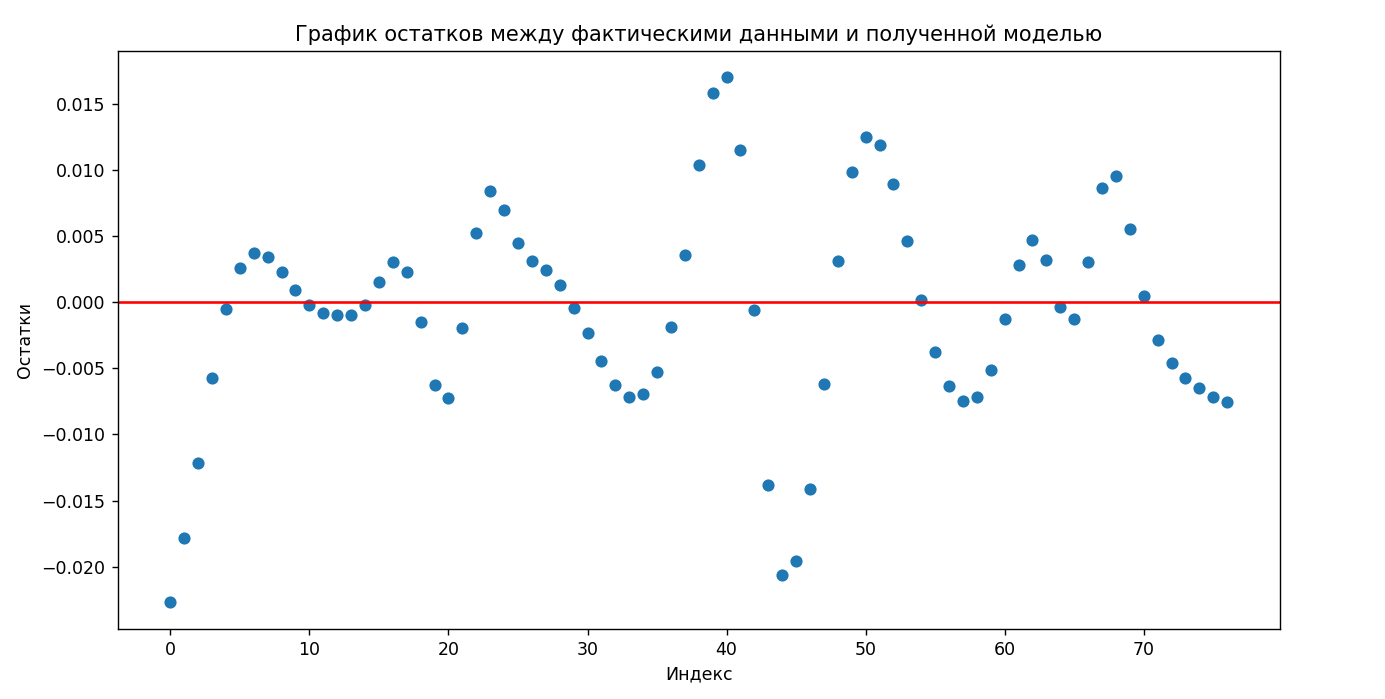 График остатков между фактическими данными и полученной моделью
0.015
0.010
0.005
0.000
−0.005
−0.010
−0.015
−0.020
Остатки
0 10 20 30 40 50 60 70
Индекс